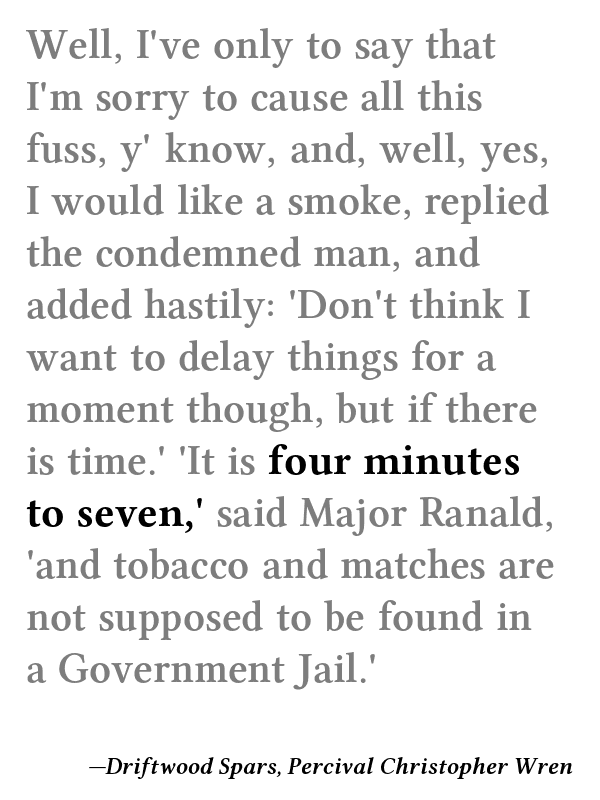 Well, I've only to say that
I'm sorry to cause all this
fuss, y' know, and, well, yes,
I would like a smoke, replied
the condemned man, and
added hastily: 'Don't think I
want to delay things for a
moment though, but if there
is time.' 'It is four minutes
to seven,' said Major Ranald,
'and tobacco and matches are
not supposed to be found in
a Government Jail.'
—Driftwood Spars, Percival Christopher Wren